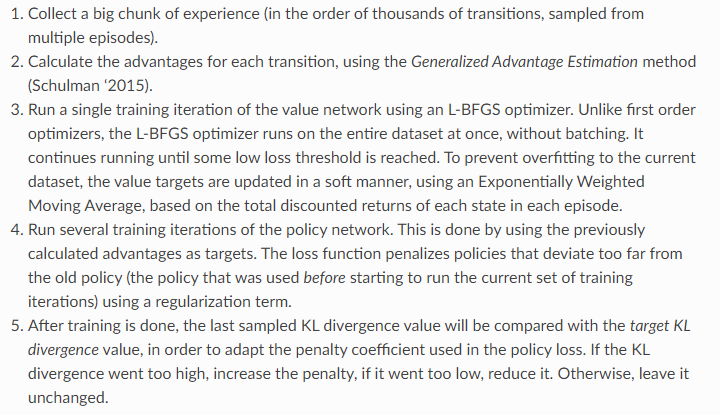 1. Collect a big chunk of experience (in the order of thousands of transitions, sampled from
multiple episodes).
2. Calculate the advantages for each transition, using the Generalized Advantage Estimation method
(Schulman ‘2015).
3. Run a single training iteration of the value network using an L-BFGS optimizer. Unlike first order
optimizers, the L-BFGS optimizer runs on the entire dataset at once, without batching. It
continues running until some low loss threshold is reached. To prevent overfitting to the current
dataset, the value targets are updated in a soft manner, using an Exponentially Weighted
Moving Average, based on the total discounted returns of each state in each episode.
4. Run several training iterations of the policy network. This is done by using the previously
calculated advantages as targets. The loss function penalizes policies that deviate too far from
the old policy (the policy that was used before starting to run the current set of training
iterations) using a regularization term.
5. After training is done, the last sampled KL divergence value will be compared with the target KL
divergence value, in order to adapt the penalty coefficient used in the policy loss. If the KL
divergence went too high, increase the penalty, if it went too low, reduce it. Otherwise, leave it
unchanged.